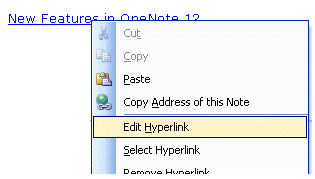 New Features in OneNote 12
Cut
Copy
Paste
Copy Address of this Note
Edit Hyperlink
Select Hyperlink
Remove Hyperlink